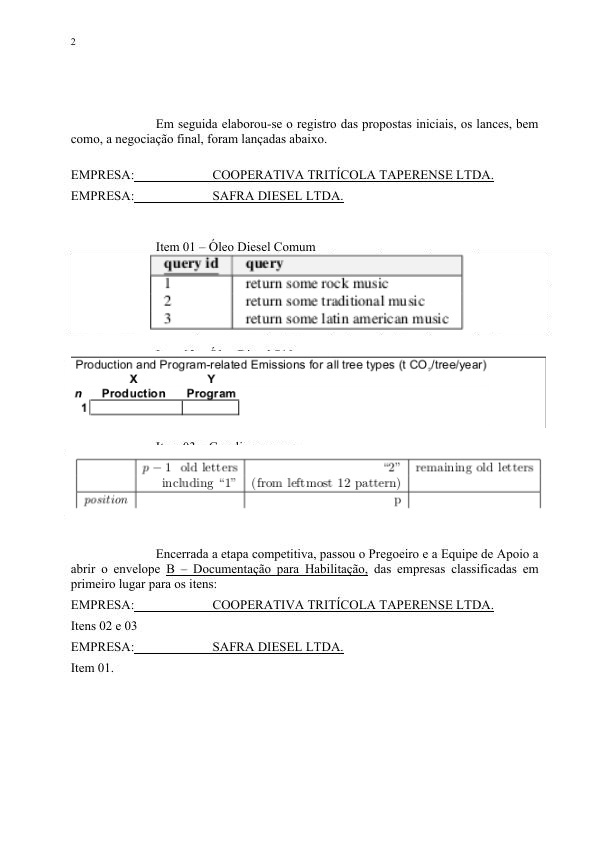 2
Em seguida elaborou-se o registro das propostas iniciais, os lances, bem
como, a negociação final, foram lançadas abaixo.
EMPRESA: COOPERATIVA TRITÍCOLA TAPERENSE LTDA.
EMPRESA: SAFRA DIESEL LTDA.
Item 01 – Óleo Diesel Comum
query id query
1 return some rock music
2 return some traditional music
3 return some latin american music
Production and Program-related Emissions for all tree types (t CO2/tree/year)
X Y
n Production Program
1
p − 1 old letters “2” remaining old letters
including “1” (from leftmost 12 pattern)
position p
Encerrada a etapa competitiva, passou o Pregoeiro e a Equipe de Apoio a
abrir o envelope B – Documentação para Habilitação, das empresas classificadas em
primeiro lugar para os itens:
EMPRESA: COOPERATIVA TRITÍCOLA TAPERENSE LTDA.
Itens 02 e 03
EMPRESA: SAFRA DIESEL LTDA.
Item 01.